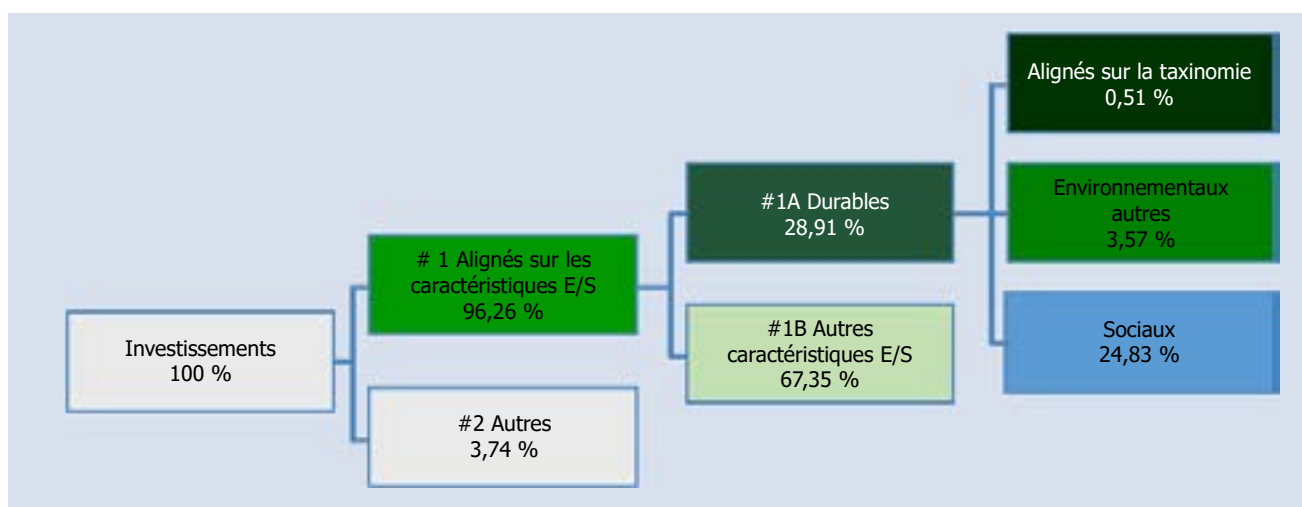 Investissements
100 %
# 1 Alignés sur les
caractéristiques E/S
96,26 %
#2 Autres
3,74 %
#1A Durables
28,91 %
#1B Autres
caractéristiques E/S
67,35 %
Alignés sur la taxinomie
0,51 %
Environnementaux
autres
3,57 %
Sociaux
24,83 %